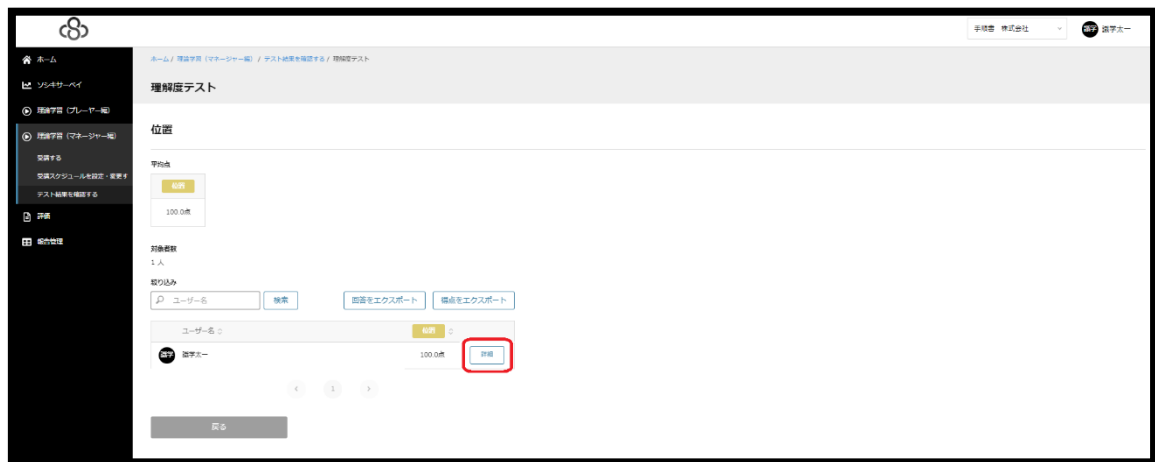 手順書 株式会社
識学 識学太一
ホーム
ソシキサーベイ
理論学習（プレーヤー編）
理論学習（マネージャー編）
受講する
受講スケジュールを設定・変更す
テスト結果を確認する
評価
報告管理
ホーム / 理論学習（マネージャー編） / テスト結果を確認する / 理解度テスト
理解度テスト
位置
平均点
100.0点
対象者数
1 人
絞り込み
ユーザー名
検索
回答をエクスポート
得点をエクスポート
ユーザー名
識学 識学太一
100.0点
詳細
1
戻る